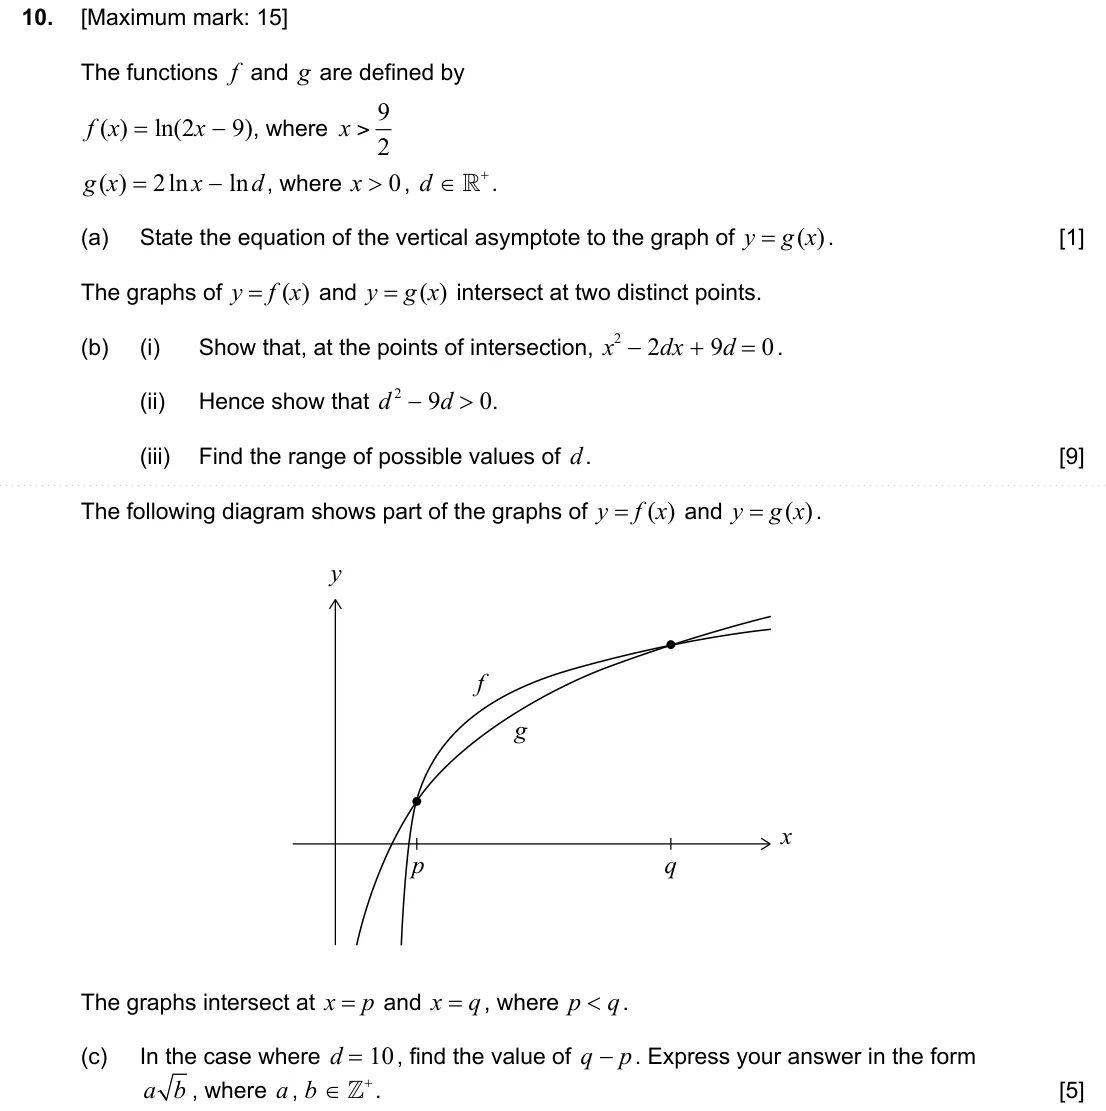 10. [Maximum mark: 15]
The functions f and g are defined by
f(x) = ln(2x − 9), where x > 9/2
g(x) = 2 ln x − ln d, where x > 0, d ∈ ℝ⁺.
(a) State the equation of the vertical asymptote to the graph of y = g(x). [1]
The graphs of y = f(x) and y = g(x) intersect at two distinct points.
(b) (i) Show that, at the points of intersection, x² − 2dx + 9d = 0.
(ii) Hence show that d² − 9d > 0.
(iii) Find the range of possible values of d. [9]
The following diagram shows part of the graphs of y = f(x) and y = g(x).
y
f
g
x
p q
The graphs intersect at x = p and x = q, where p < q.
(c) In the case where d = 10, find the value of q − p. Express your answer in the form
a√b, where a, b ∈ ℤ⁺. [5]